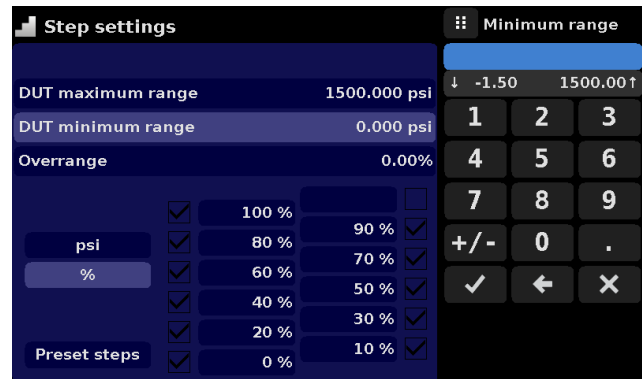 Step settings
Minimum range
↓ -1.50 1500.00↑
DUT maximum range 1500.000 psi
DUT minimum range 0.000 psi
Overrange 0.00%
psi
%
Preset steps
100 %
80 %
60 %
40 %
20 %
0 %
90 %
70 %
50 %
30 %
10 %
1 2 3
4 5 6
7 8 9
+/- 0 .